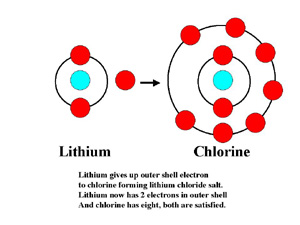 Lithium Chlorine
Lithium gives up outer shell electron
to chlorine forming lithium chloride salt.
Lithium now has 2 electrons in outer shell
And chlorine has eight, both are satisfied.